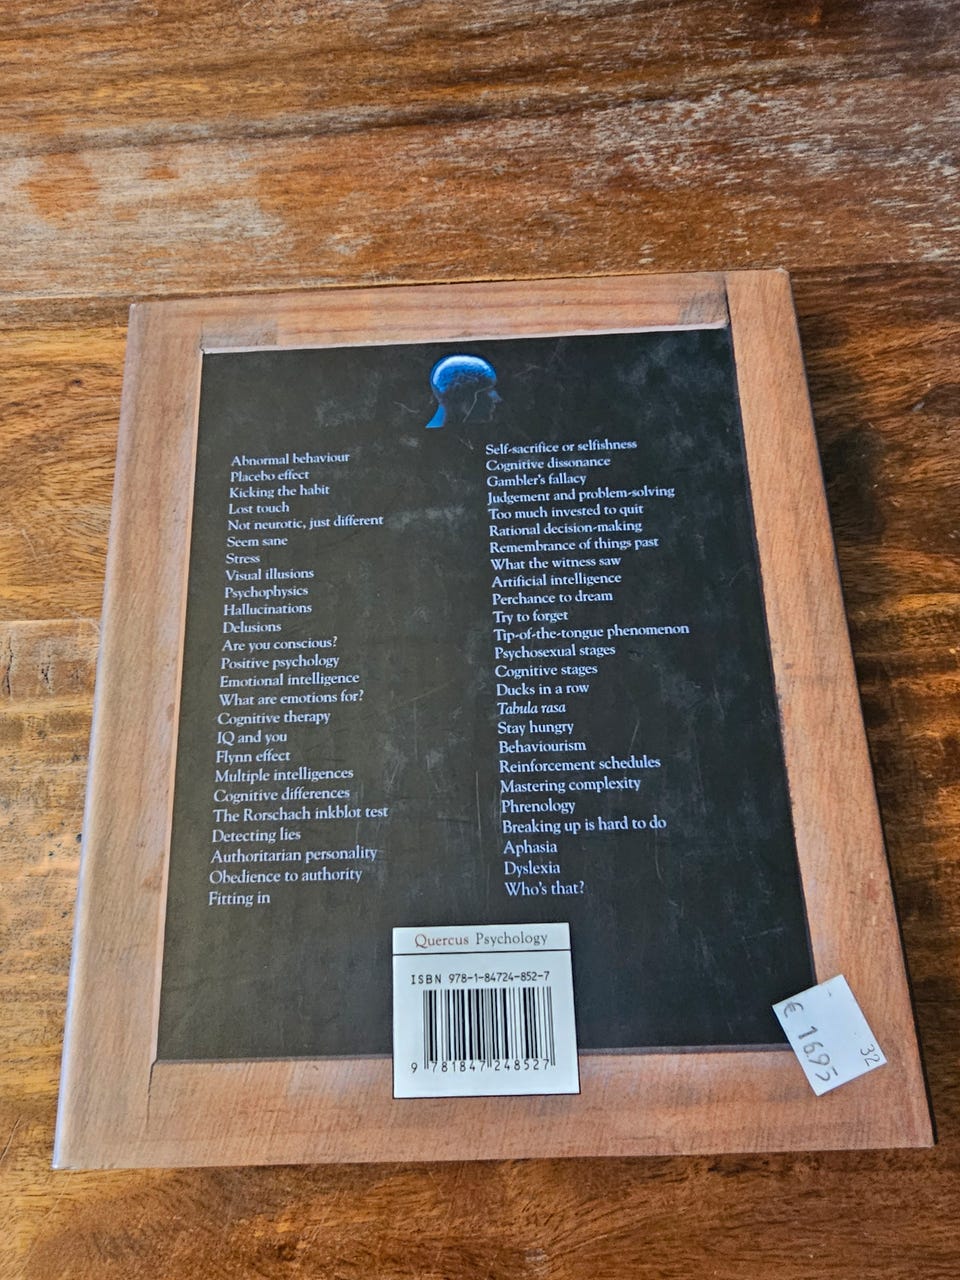 Abnormal behaviour
Placebo effect
Kicking the habit
Lost touch
Not neurotic, just different
Seem sane
Stress
Visual illusions
Psychophysics
Hallucinations
Delusions
Are you conscious?
Positive psychology
Emotional intelligence
What are emotions for?
Cognitive therapy
IQ and you
Flynn effect
Multiple intelligences
Cognitive differences
The Rorschach inkblot test
Detecting lies
Authoritarian personality
Obedience to authority
Fitting in
Self-sacrifice or selfishness
Cognitive dissonance
Gambler's fallacy
Judgement and problem-solving
Too much invested to quit
Rational decision-making
Remembrance of things past
What the witness saw
Artificial intelligence
Perchance to dream
Try to forget
Tip-of-the-tongue phenomenon
Psychosexual stages
Cognitive stages
Ducks in a row
Tabula rasa
Stay hungry
Behaviourism
Reinforcement schedules
Mastering complexity
Phrenology
Breaking up is hard to do
Aphasia
Dyslexia
Who's that?
Quercus Psychology
ISBN 978-1-84724-852-7
9 781847 248527
€ 16.95
32